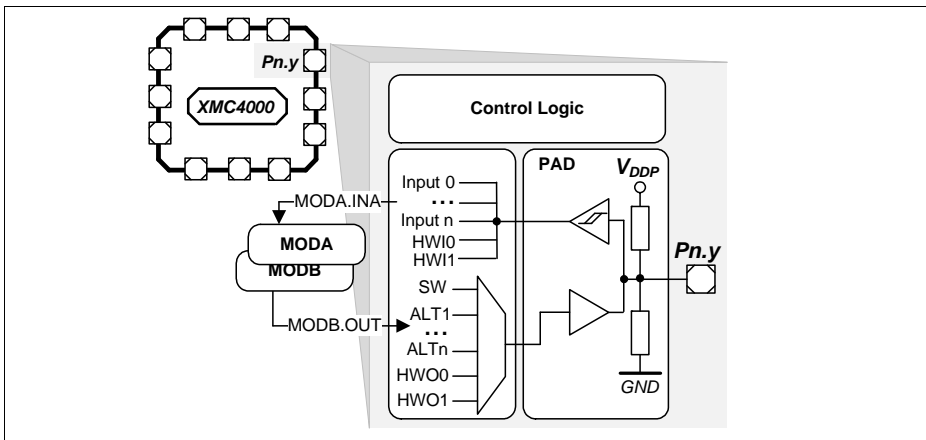 Pn.y
XMC4000
Control Logic
PAD
VDDP
Input 0
...
Input n
HWI0
HWI1
MODA.INA
MODA
MODB
Pn.y
SW
ALT1
...
ALTn
HWO0
HWO1
MODB.OUT
GND